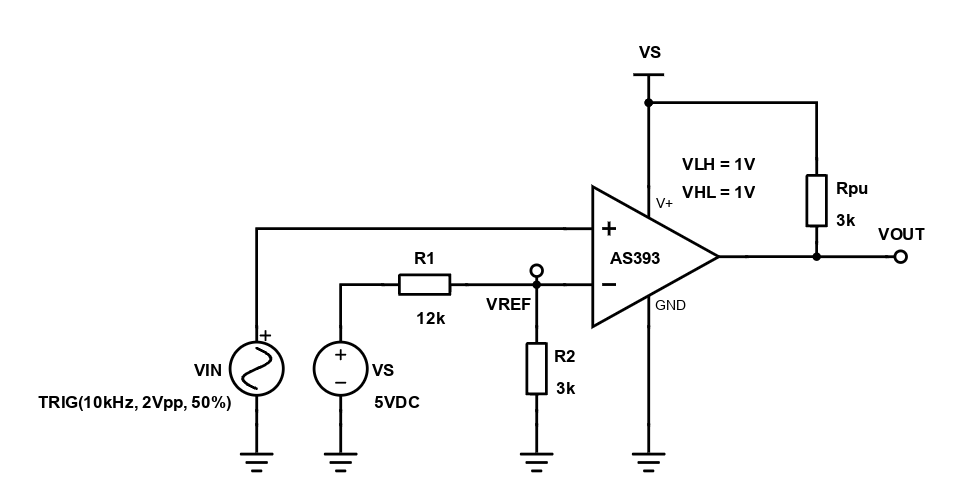 VS
VLH = 1V
VHL = 1V
V+
Rpu
3k
VOUT
+
AS393
−
R1
VREF
12k
GND
+
VIN
+
−
VS
R2
3k
TRIG(10kHz, 2Vpp, 50%)
5VDC